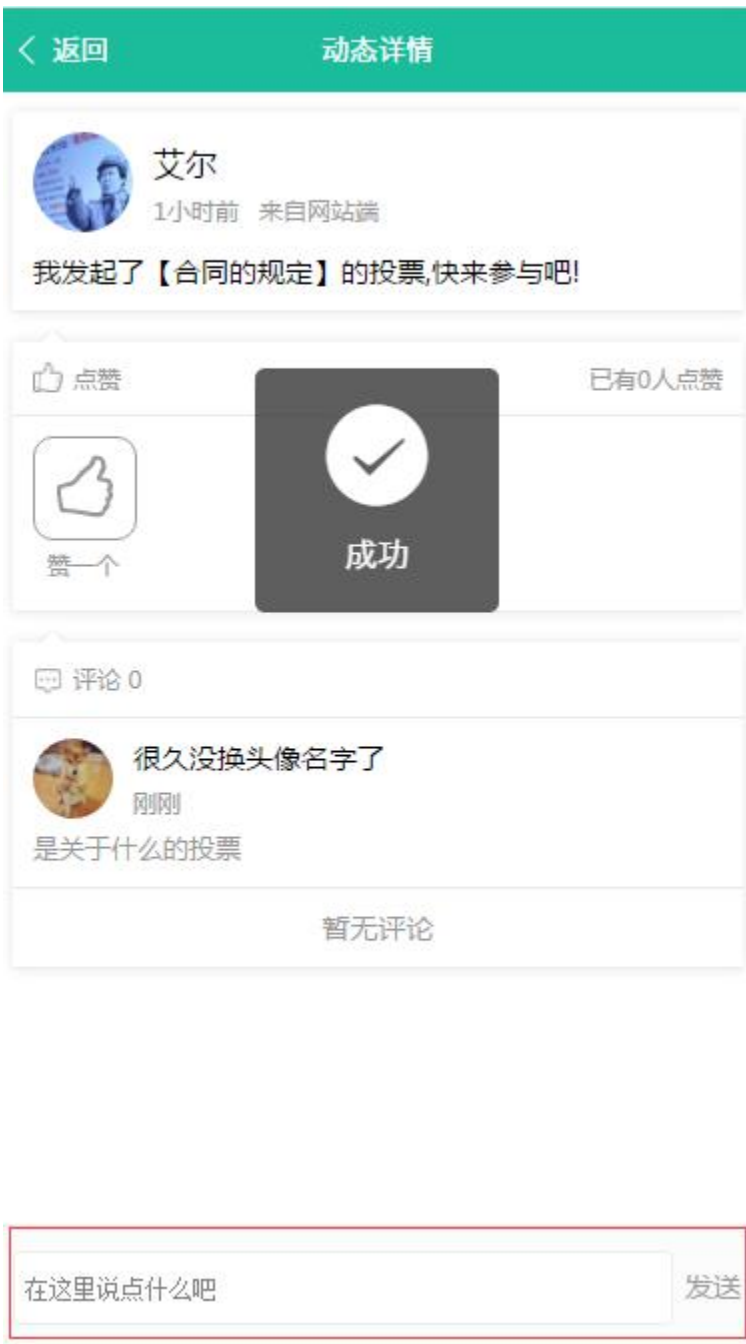 返回 动态详情
艾尔
1小时前 来自网站端
我发起了【合同的规定】的投票,快来参与吧!
点赞 已有0人点赞
成功
赞一个
评论 0
很久没换头像名字了
刚刚
是关于什么的投票
暂无评论
在这里说点什么吧 发送